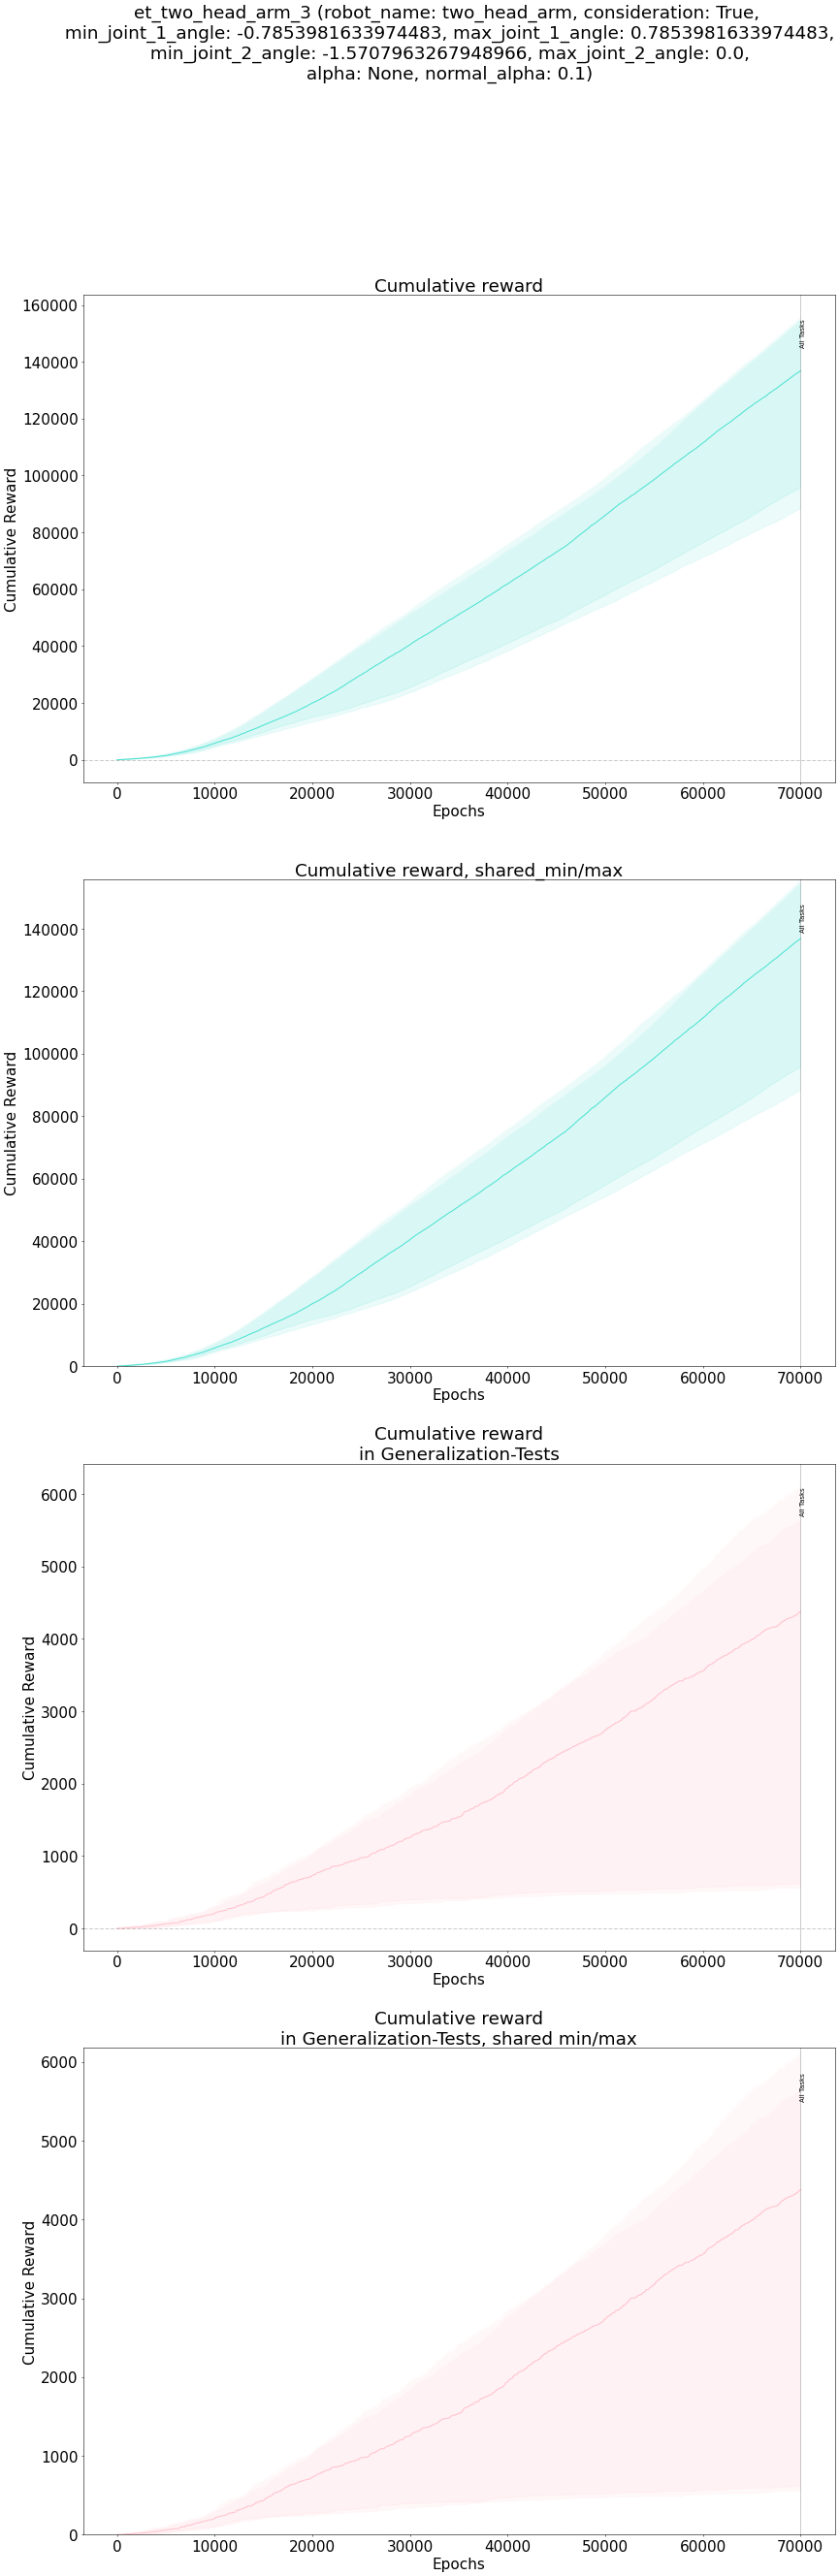 et_two_head_arm_3 (robot_name: two_head_arm, consideration: True,
min_joint_1_angle: -0.7853981633974483, max_joint_1_angle: 0.7853981633974483,
min_joint_2_angle: -1.5707963267948966, max_joint_2_angle: 0.0,
alpha: None, normal_alpha: 0.1)
Cumulative reward
160000
140000
120000
100000
80000
60000
40000
20000
0
Cumulative Reward
All Tasks
0 10000 20000 30000 40000 50000 60000 70000
Epochs
Cumulative reward, shared_min/max
140000
120000
100000
80000
60000
40000
20000
0
Cumulative Reward
All Tasks
0 10000 20000 30000 40000 50000 60000 70000
Epochs
Cumulative reward
in Generalization-Tests
6000
5000
4000
3000
2000
1000
0
Cumulative Reward
All Tasks
0 10000 20000 30000 40000 50000 60000 70000
Epochs
Cumulative reward
in Generalization-Tests, shared min/max
6000
5000
4000
3000
2000
1000
0
Cumulative Reward
All Tasks
0 10000 20000 30000 40000 50000 60000 70000
Epochs